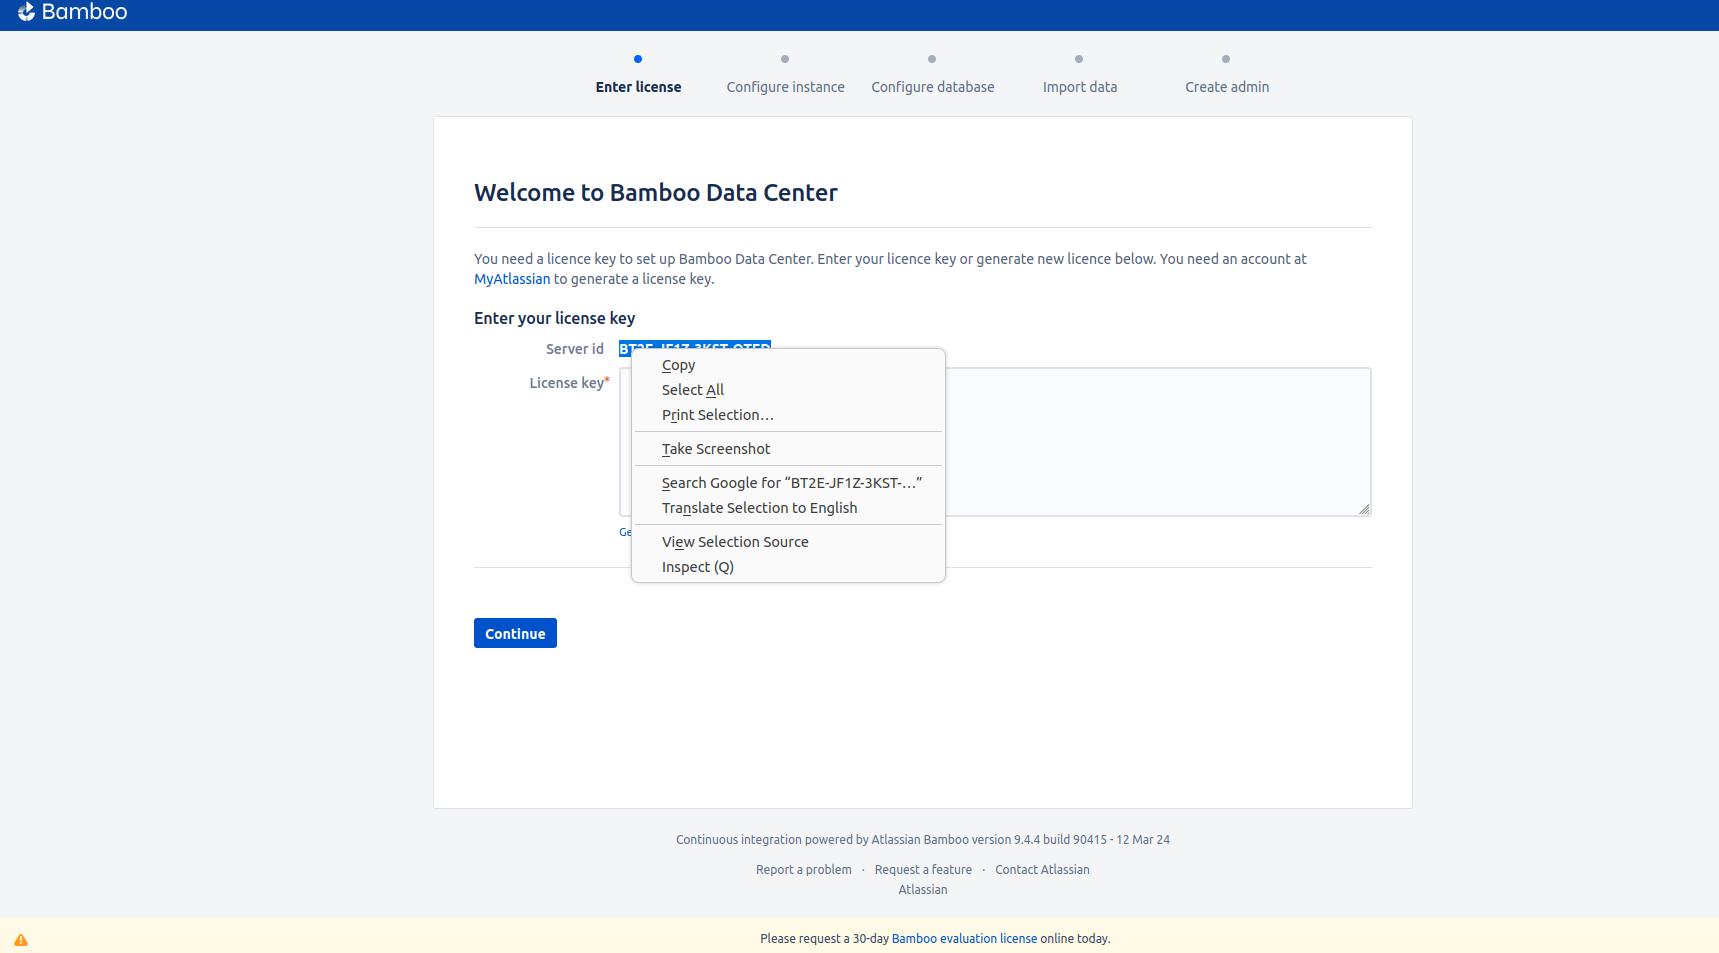 Bamboo
Enter license
Configure instance
Configure database
Import data
Create admin
Welcome to Bamboo Data Center
You need a licence key to set up Bamboo Data Center. Enter your licence key or generate new licence below. You need an account at
MyAtlassian to generate a license key.
Enter your license key
Server id
License key*
Copy
Select All
Print Selection…
Take Screenshot
Search Google for “BT2E-JF1Z-3KST-…”
Translate Selection to English
View Selection Source
Inspect (Q)
Continue
Continuous integration powered by Atlassian Bamboo version 9.4.4 build 90415 - 12 Mar 24
Report a problem · Request a feature · Contact Atlassian
Atlassian
Please request a 30-day Bamboo evaluation license online today.